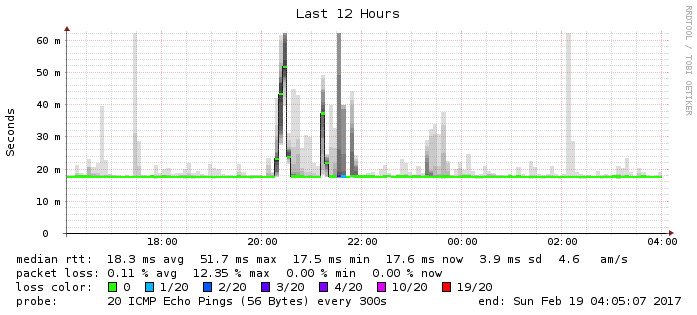 Last 12 Hours
RRDTOOL / TOBI OETIKER
Seconds
60 m
50 m
40 m
30 m
20 m
10 m
0
18:00 20:00 22:00 00:00 02:00 04:00
median rtt: 18.3 ms avg 51.7 ms max 17.5 ms min 17.6 ms now 3.9 ms sd 4.6 am/s
packet loss: 0.11 % avg 12.35 % max 0.00 % min 0.00 % now
loss color: 0 1/20 2/20 3/20 4/20 10/20 19/20
probe: 20 ICMP Echo Pings (56 Bytes) every 300s end: Sun Feb 19 04:05:07 2017